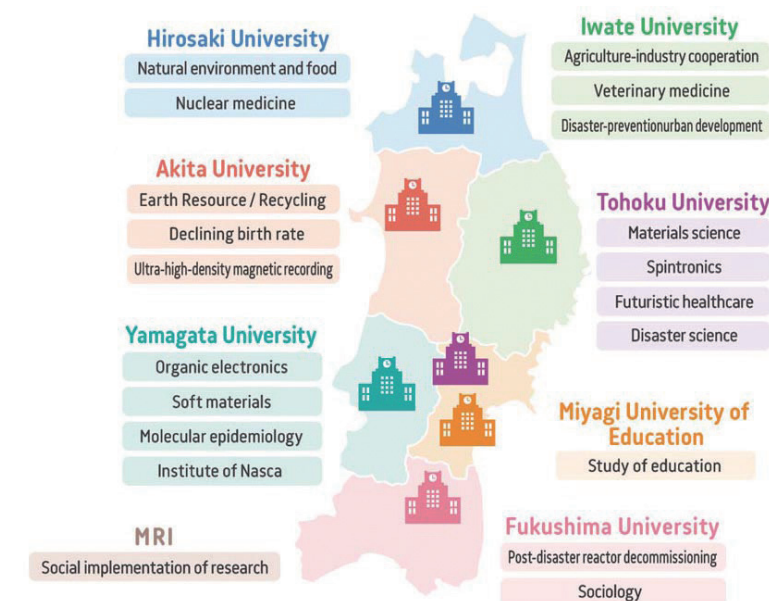 Hirosaki University
Natural environment and food
Nuclear medicine
Akita University
Earth Resource / Recycling
Declining birth rate
Ultra-high-density magnetic recording
Yamagata University
Organic electronics
Soft materials
Molecular epidemiology
Institute of Nasca
MRI
Social implementation of research
Iwate University
Agriculture-industry cooperation
Veterinary medicine
Disaster-preventionurban development
Tohoku University
Materials science
Spintronics
Futuristic healthcare
Disaster science
Miyagi University of
Education
Study of education
Fukushima University
Post-disaster reactor decommissioning
Sociology